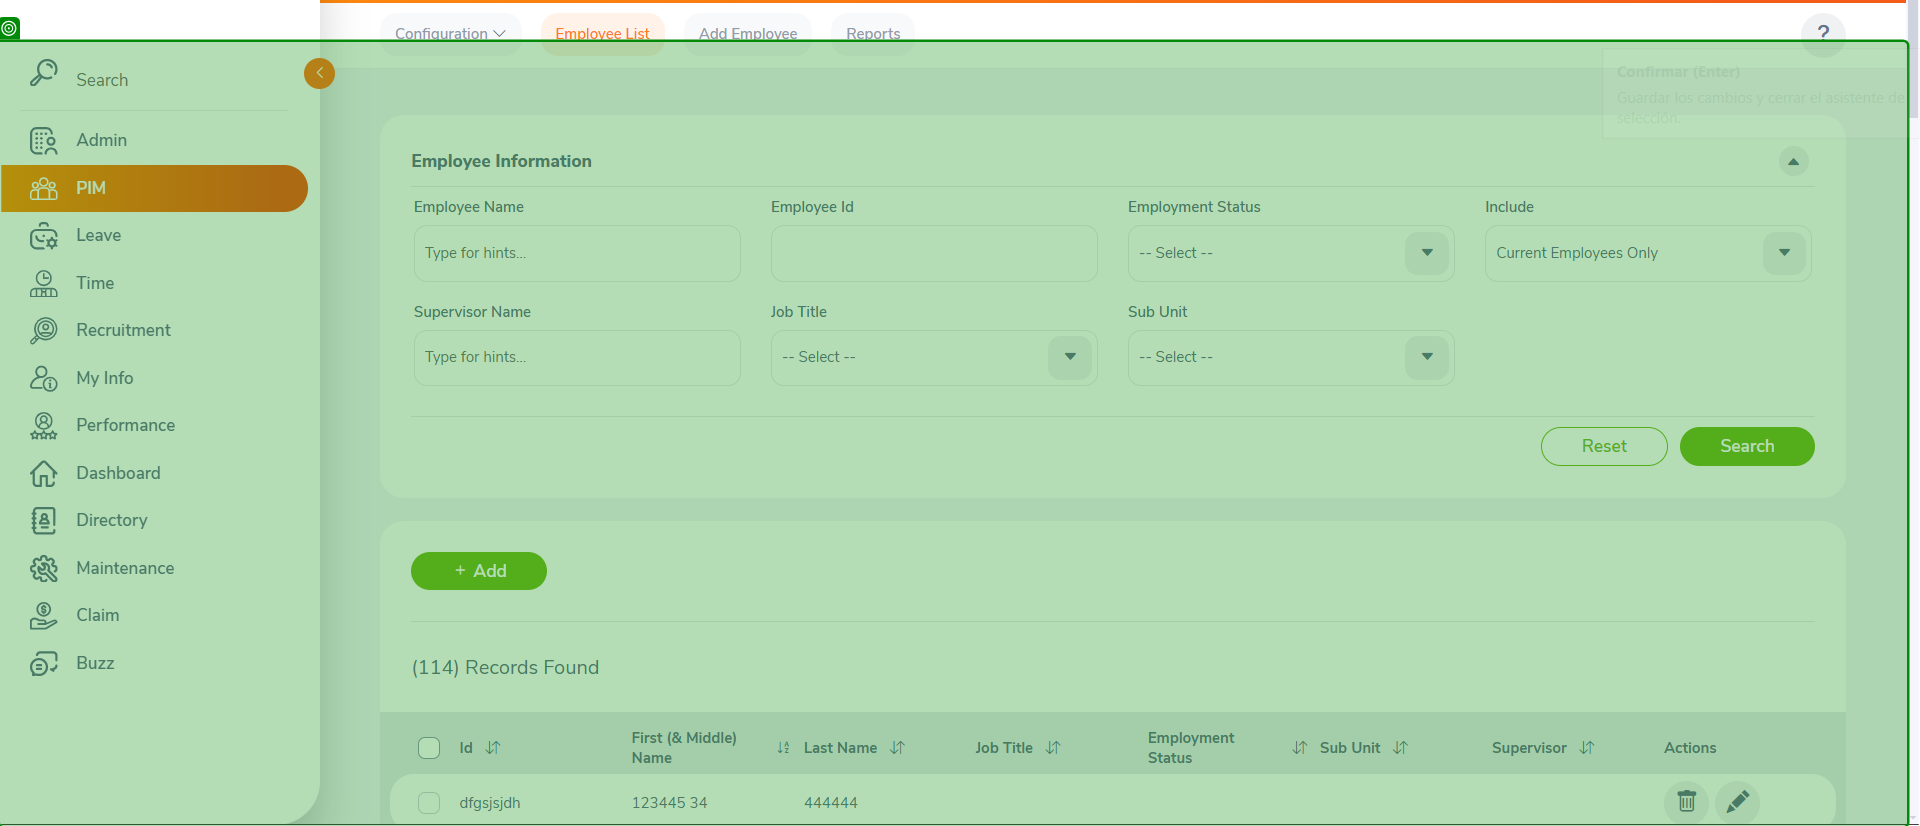 Configuration
Employee List
Add Employee
Reports
?
Confirmar (Enter)
Guardar los cambios y cerrar el asistente de
selección.
Search
Admin
PIM
Leave
Time
Recruitment
My Info
Performance
Dashboard
Directory
Maintenance
Claim
Buzz
Employee Information
Employee Name
Employee Id
Employment Status
Include
Type for hints...
-- Select --
Current Employees Only
Supervisor Name
Job Title
Sub Unit
Type for hints...
-- Select --
-- Select --
Reset
Search
+ Add
(114) Records Found
Id
First (& Middle)
Name
Last Name
Job Title
Employment
Status
Sub Unit
Supervisor
Actions
dfgsjsjdh
123445 34
444444